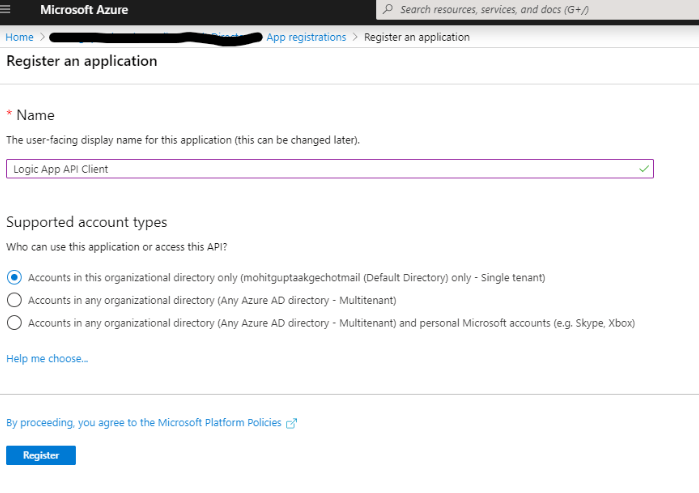 Microsoft Azure
Search resources, services, and docs (G+/)
Home > App registrations > Register an application
Register an application
* Name
The user-facing display name for this application (this can be changed later).
Logic App API Client
Supported account types
Who can use this application or access this API?
Accounts in this organizational directory only (mohitguptaakgechotmail (Default Directory) only - Single tenant)
Accounts in any organizational directory (Any Azure AD directory - Multitenant)
Accounts in any organizational directory (Any Azure AD directory - Multitenant) and personal Microsoft accounts (e.g. Skype, Xbox)
Help me choose...
By proceeding, you agree to the Microsoft Platform Policies
Register